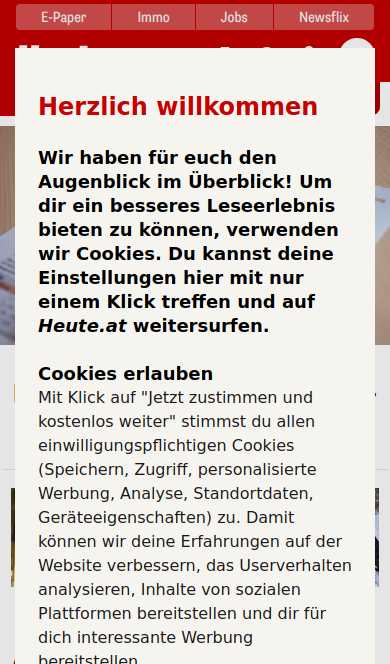 E-Paper
Immo
Jobs
Newsflix
Herzlich willkommen
Wir haben für euch den
Augenblick im Überblick! Um
dir ein besseres Leseerlebnis
bieten zu können, verwenden
wir Cookies. Du kannst deine
Einstellungen hier mit nur
einem Klick treffen und auf
Heute.at weitersurfen.
Cookies erlauben
Mit Klick auf "Jetzt zustimmen und
kostenlos weiter" stimmst du allen
einwilligungspflichtigen Cookies
(Speichern, Zugriff, personalisierte
Werbung, Analyse, Standortdaten,
Geräteeigenschaften) zu. Damit
können wir deine Erfahrungen auf der
Website verbessern, das Userverhalten
analysieren, Inhalte von sozialen
Plattformen bereitstellen und dir für
dich interessante Werbung
bereitstellen